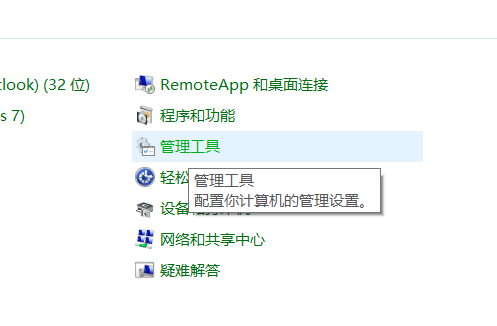 tlook) (32 位)
s 7)
RemoteApp 和桌面连接
程序和功能
管理工具
轻松
管理工具
配置你计算机的管理设置。
设备
网络和共享中心
疑难解答